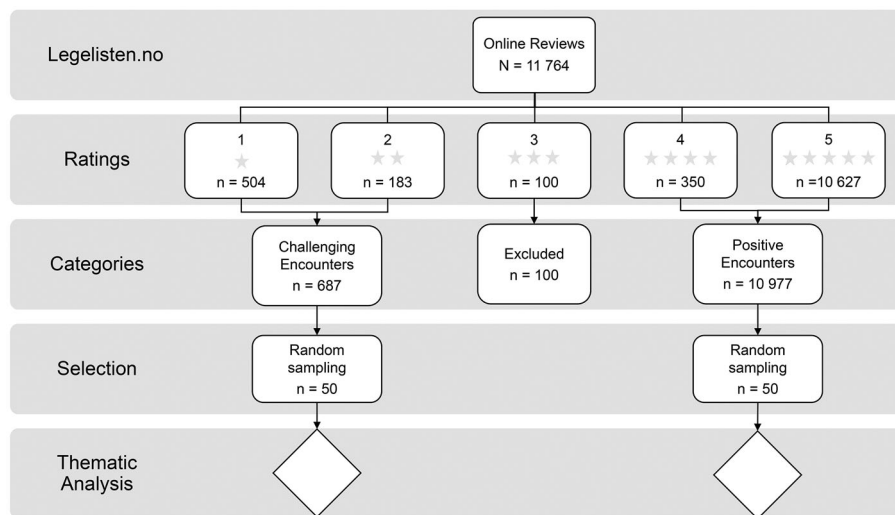 Legelisten.no
Online Reviews
N = 11 764
Ratings
1
n = 504
2
n = 183
3
n = 100
4
n = 350
5
n =10 627
Categories
Challenging
Encounters
n = 687
Excluded
n = 100
Positive
Encounters
n = 10 977
Selection
Random
sampling
n = 50
Random
sampling
n = 50
Thematic
Analysis